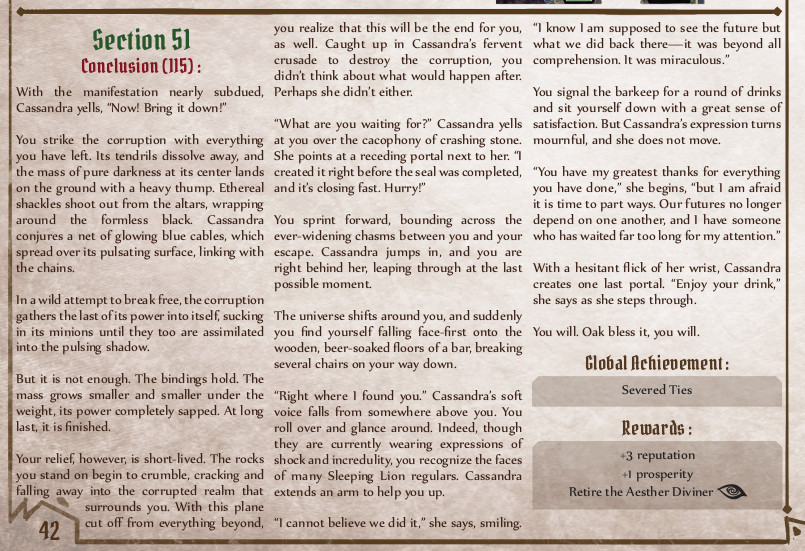 Section 51
Conclusion (115) :
With the manifestation nearly subdued,
Cassandra yells, “Now! Bring it down!”
You strike the corruption with everything
you have left. Its tendrils dissolve away, and
the mass of pure darkness at its center lands
on the ground with a heavy thump. Ethereal
shackles shoot out from the altars, wrapping
around the formless black. Cassandra
conjures a net of glowing blue cables, which
spread over its pulsating surface, linking with
the chains.
In a wild attempt to break free, the corruption
gathers the last of its power into itself, sucking
in its minions until they too are assimilated
into the pulsing shadow.
But it is not enough. The bindings hold. The
mass grows smaller and smaller under the
weight, its power completely sapped. At long
last, it is finished.
Your relief, however, is short-lived. The rocks
you stand on begin to crumble, cracking and
falling away into the corrupted realm that
surrounds you. With this plane
cut off from everything beyond,
42
you realize that this will be the end for you,
as well. Caught up in Cassandra’s fervent
crusade to destroy the corruption, you
didn’t think about what would happen after.
Perhaps she didn’t either.
“What are you waiting for?” Cassandra yells
at you over the cacophony of crashing stone.
She points at a receding portal next to her. “I
created it right before the seal was completed,
and it’s closing fast. Hurry!”
You sprint forward, bounding across the
ever-widening chasms between you and your
escape. Cassandra jumps in, and you are
right behind her, leaping through at the last
possible moment.
The universe shifts around you, and suddenly
you find yourself falling face-first onto the
wooden, beer-soaked floors of a bar, breaking
several chairs on your way down.
“Right where I found you.” Cassandra’s soft
voice falls from somewhere above you. You
roll over and glance around. Indeed, though
they are currently wearing expressions of
shock and incredulity, you recognize the faces
of many Sleeping Lion regulars. Cassandra
extends an arm to help you up.
“I cannot believe we did it,” she says, smiling.
“I know I am supposed to see the future but
what we did back there—it was beyond all
comprehension. It was miraculous.”
You signal the barkeep for a round of drinks
and sit yourself down with a great sense of
satisfaction. But Cassandra’s expression turns
mournful, and she does not move.
“You have my greatest thanks for everything
you have done,” she begins, “but I am afraid
it is time to part ways. Our futures no longer
depend on one another, and I have someone
who has waited far too long for my attention.”
With a hesitant flick of her wrist, Cassandra
creates one last portal. “Enjoy your drink,”
she says as she steps through.
You will. Oak bless it, you will.
Global Achievement :
Severed Ties
Rewards :
+3 reputation
+1 prosperity
Retire the Aesther Diviner